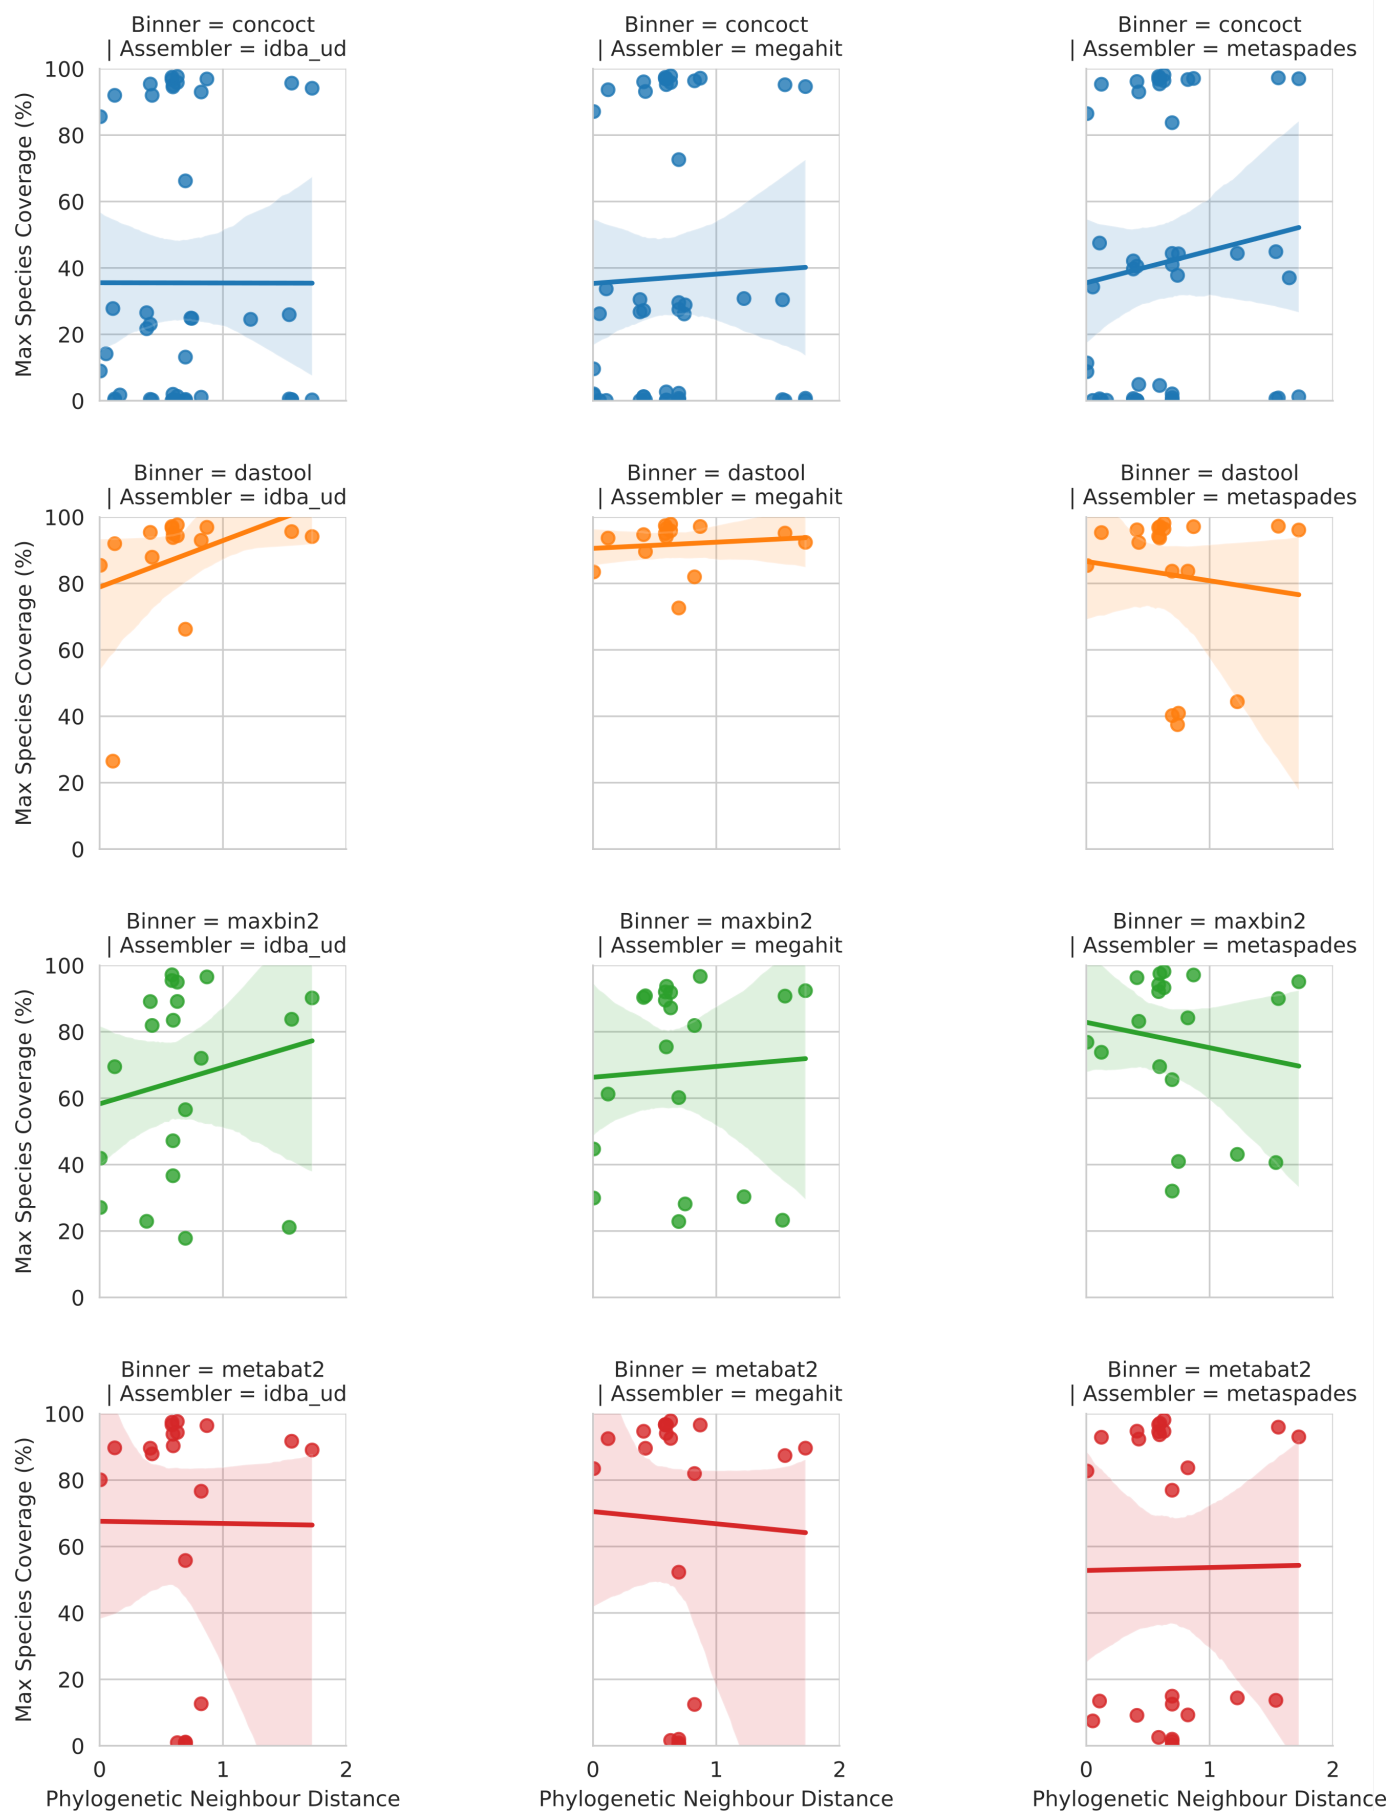 Binner = concoct
| Assembler = idba_ud
Binner = concoct
| Assembler = megahit
Binner = concoct
| Assembler = metaspades
Max Species Coverage (%)
100
80
60
40
20
0
Binner = dastool
| Assembler = idba_ud
Binner = dastool
| Assembler = megahit
Binner = dastool
| Assembler = metaspades
Max Species Coverage (%)
100
80
60
40
20
0
Binner = maxbin2
| Assembler = idba_ud
Binner = maxbin2
| Assembler = megahit
Binner = maxbin2
| Assembler = metaspades
Max Species Coverage (%)
100
80
60
40
20
0
Binner = metabat2
| Assembler = idba_ud
Binner = metabat2
| Assembler = megahit
Binner = metabat2
| Assembler = metaspades
Max Species Coverage (%)
100
80
60
40
20
0
0 1 2
Phylogenetic Neighbour Distance
0 1 2
Phylogenetic Neighbour Distance
0 1 2
Phylogenetic Neighbour Distance